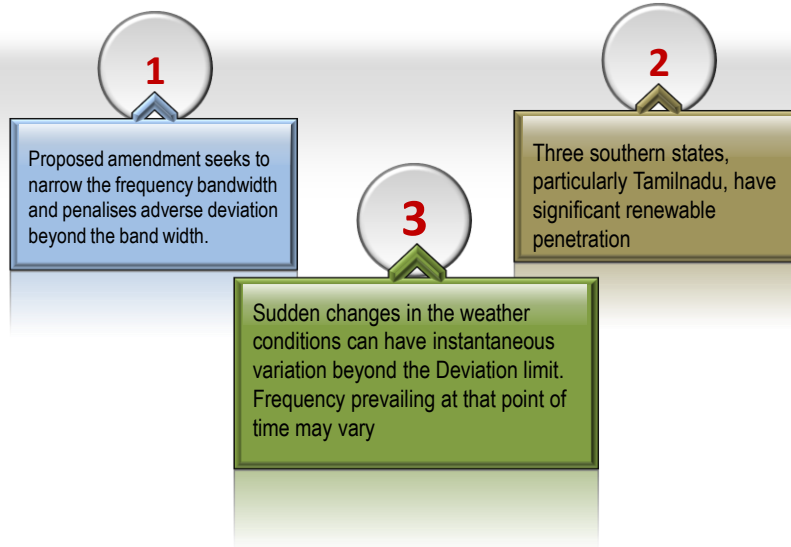 1
Proposed amendment seeks to
narrow the frequency bandwidth
and penalises adverse deviation
beyond the band width.
2
Three southern states,
particularly Tamilnadu, have
significant renewable
penetration
3
Sudden changes in the weather
conditions can have instantaneous
variation beyond the Deviation limit.
Frequency prevailing at that point of
time may vary